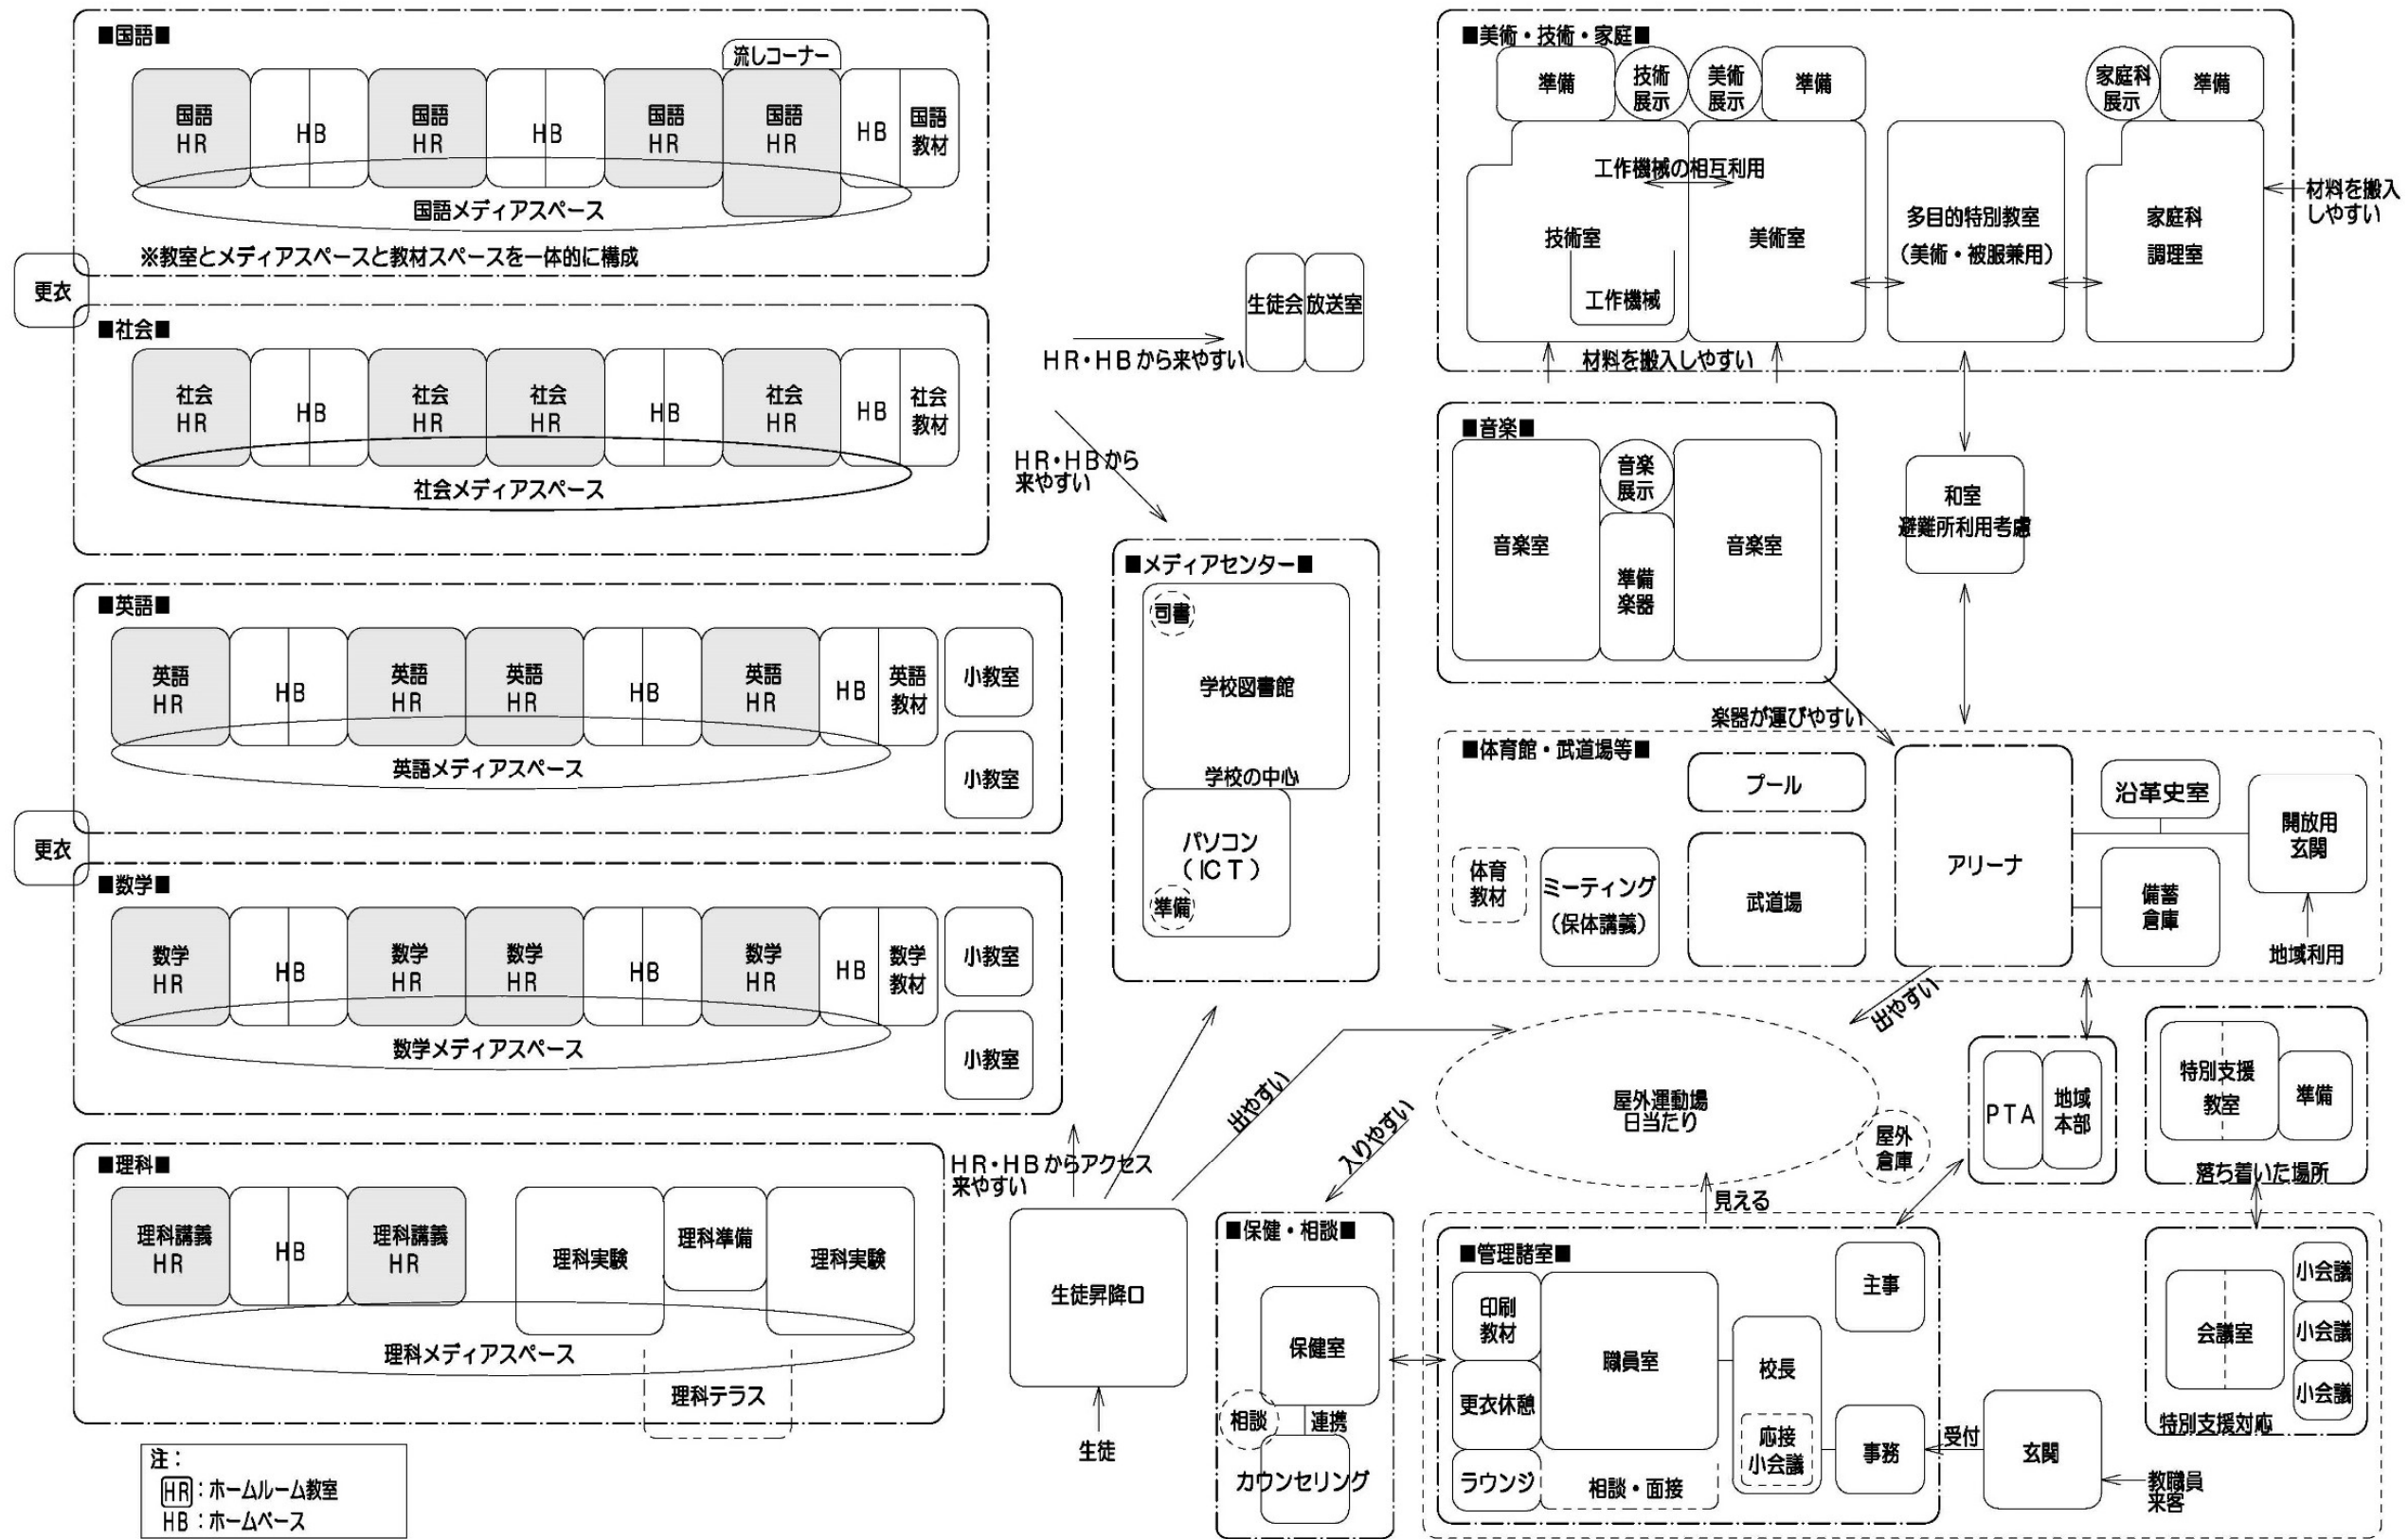 ■国語■
流しコーナー
国語
HR
HB
国語
HR
HB
国語
HR
国語
HR
HB
国語
教材
国語メディアスペース
※教室とメディアスペースと教材スペースを一体的に構成
更衣
■社会■
社会
HR
HB
社会
HR
社会
HR
HB
社会
HR
HB
社会
教材
社会メディアスペース
■英語■
英語
HR
HB
英語
HR
英語
HR
HB
英語
HR
HB
英語
教材
小教室
小教室
英語メディアスペース
更衣
■数学■
数学
HR
HB
数学
HR
数学
HR
HB
数学
HR
HB
数学
教材
小教室
小教室
数学メディアスペース
■理科■
理科講義
HR
HB
理科講義
HR
理科実験
理科準備
理科実験
理科メディアスペース
理科テラス
注：
HR：ホームルーム教室
HB：ホームベース
HR・HBから来やすい
生徒会
放送室
HR・HBから
来やすい
■メディアセンター■
司書
学校図書館
学校の中心
パソコン
（ICT）
準備
HR・HBからアクセス
来やすい
生徒昇降口
生徒
出やすい
入りやすい
■美術・技術・家庭■
準備
技術
展示
美術
展示
準備
家庭科
展示
準備
工作機械の相互利用
技術室
工作機械
美術室
多目的特別教室
（美術・被服兼用）
家庭科
調理室
材料を搬入
しやすい
材料を搬入しやすい
■音楽■
音楽室
音楽
展示
準備
楽器
音楽室
和室
避難所利用考慮
楽器が運びやすい
■体育館・武道場等■
プール
体育
教材
ミーティング
（保体講義）
武道場
アリーナ
沿革史室
備蓄
倉庫
開放用
玄関
地域利用
出やすい
屋外運動場
日当たり
屋外
倉庫
見える
PTA
地域
本部
特別支援
教室
準備
落ち着いた場所
■保健・相談■
保健室
相談
連携
カウンセリング
■管理諸室■
印刷
教材
職員室
更衣休憩
ラウンジ
相談・面接
校長
応接
小会議
主事
事務
受付
玄関
教職員
来客
会議室
小会議
小会議
小会議
特別支援対応